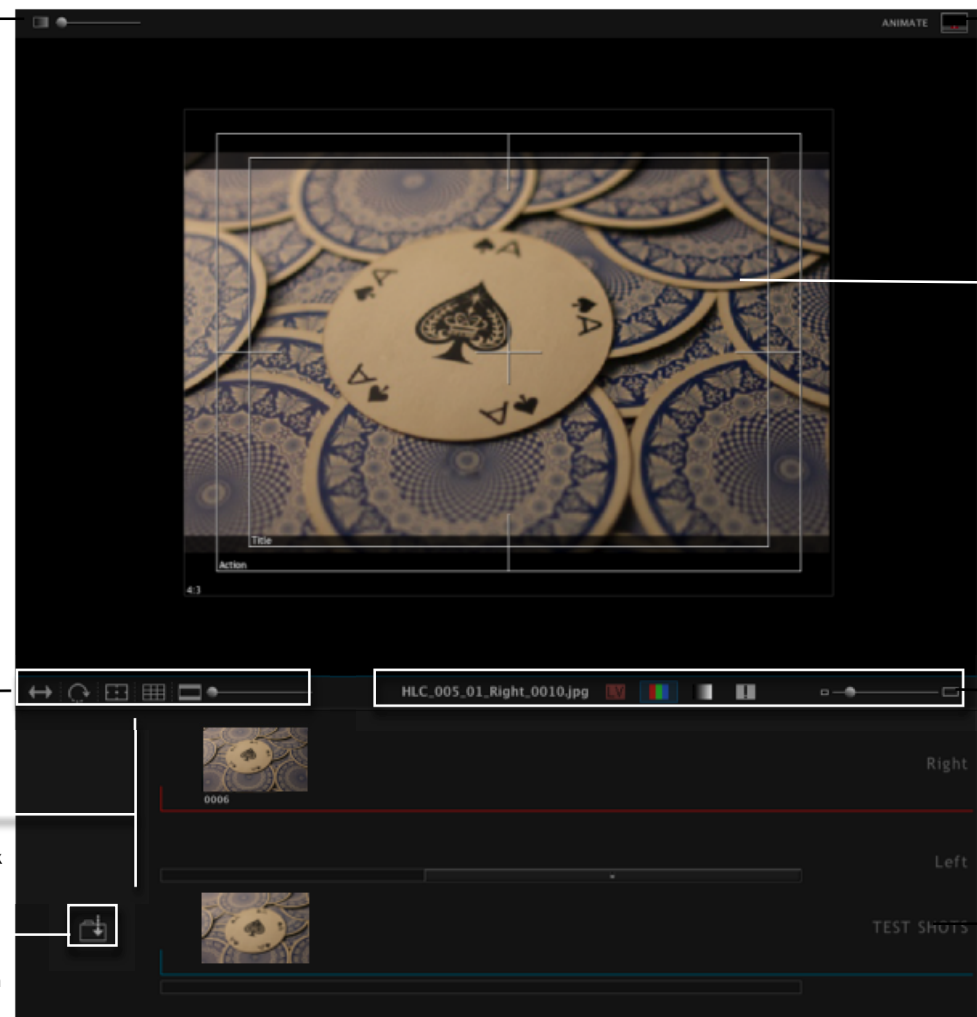 ANIMATE
A
A
A
A
A
Title
Action
4:3
HLC_005_01_Right_0010.jpg LV
Right
0006
Left
TEST SHOTS